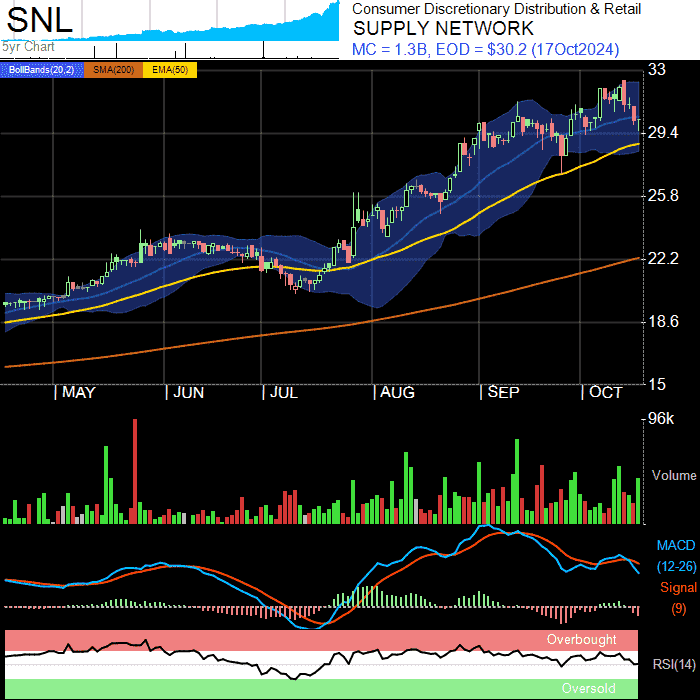 SNL
5yr Chart
Consumer Discretionary Distribution & Retail
SUPPLY NETWORK
MC = 1.3B, EOD = $30.2 (17Oct2024)
BollBands(20,2) SMA(200) EMA(50)
33
29.4
25.8
22.2
18.6
15
MAY JUN JUL AUG SEP OCT
96k
Volume
MACD
(12-26)
Signal
(9)
Overbought
RSI(14)
Oversold